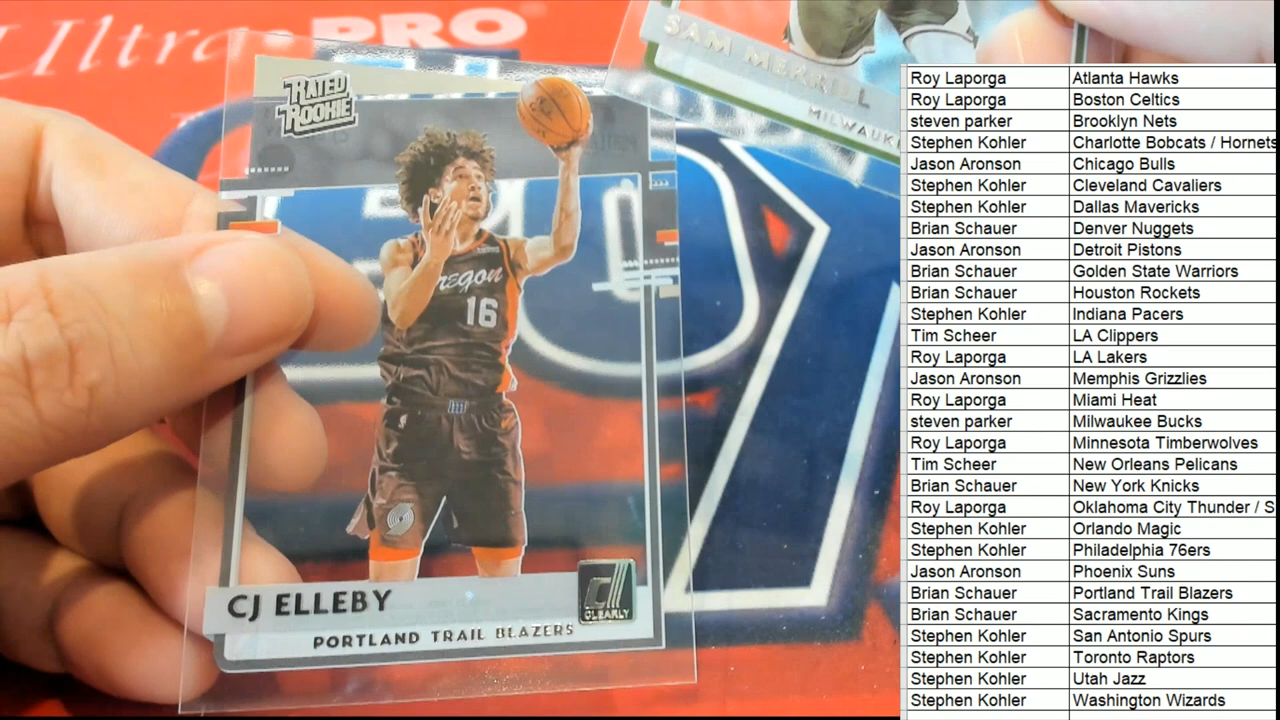 Ultra PRO
SAM MERRILL
MILWAUK
RATED
ROOKIE
Oregon
16
CJ ELLEBY
CLEARLY
PORTLAND TRAIL BLAZERS
Roy Laporga Atlanta Hawks
Roy Laporga Boston Celtics
steven parker Brooklyn Nets
Stephen Kohler Charlotte Bobcats / Hornets
Jason Aronson Chicago Bulls
Stephen Kohler Cleveland Cavaliers
Stephen Kohler Dallas Mavericks
Brian Schauer Denver Nuggets
Jason Aronson Detroit Pistons
Brian Schauer Golden State Warriors
Brian Schauer Houston Rockets
Stephen Kohler Indiana Pacers
Tim Scheer LA Clippers
Roy Laporga LA Lakers
Jason Aronson Memphis Grizzlies
Roy Laporga Miami Heat
steven parker Milwaukee Bucks
Roy Laporga Minnesota Timberwolves
Tim Scheer New Orleans Pelicans
Brian Schauer New York Knicks
Roy Laporga Oklahoma City Thunder / S
Stephen Kohler Orlando Magic
Stephen Kohler Philadelphia 76ers
Jason Aronson Phoenix Suns
Brian Schauer Portland Trail Blazers
Brian Schauer Sacramento Kings
Stephen Kohler San Antonio Spurs
Stephen Kohler Toronto Raptors
Stephen Kohler Utah Jazz
Stephen Kohler Washington Wizards